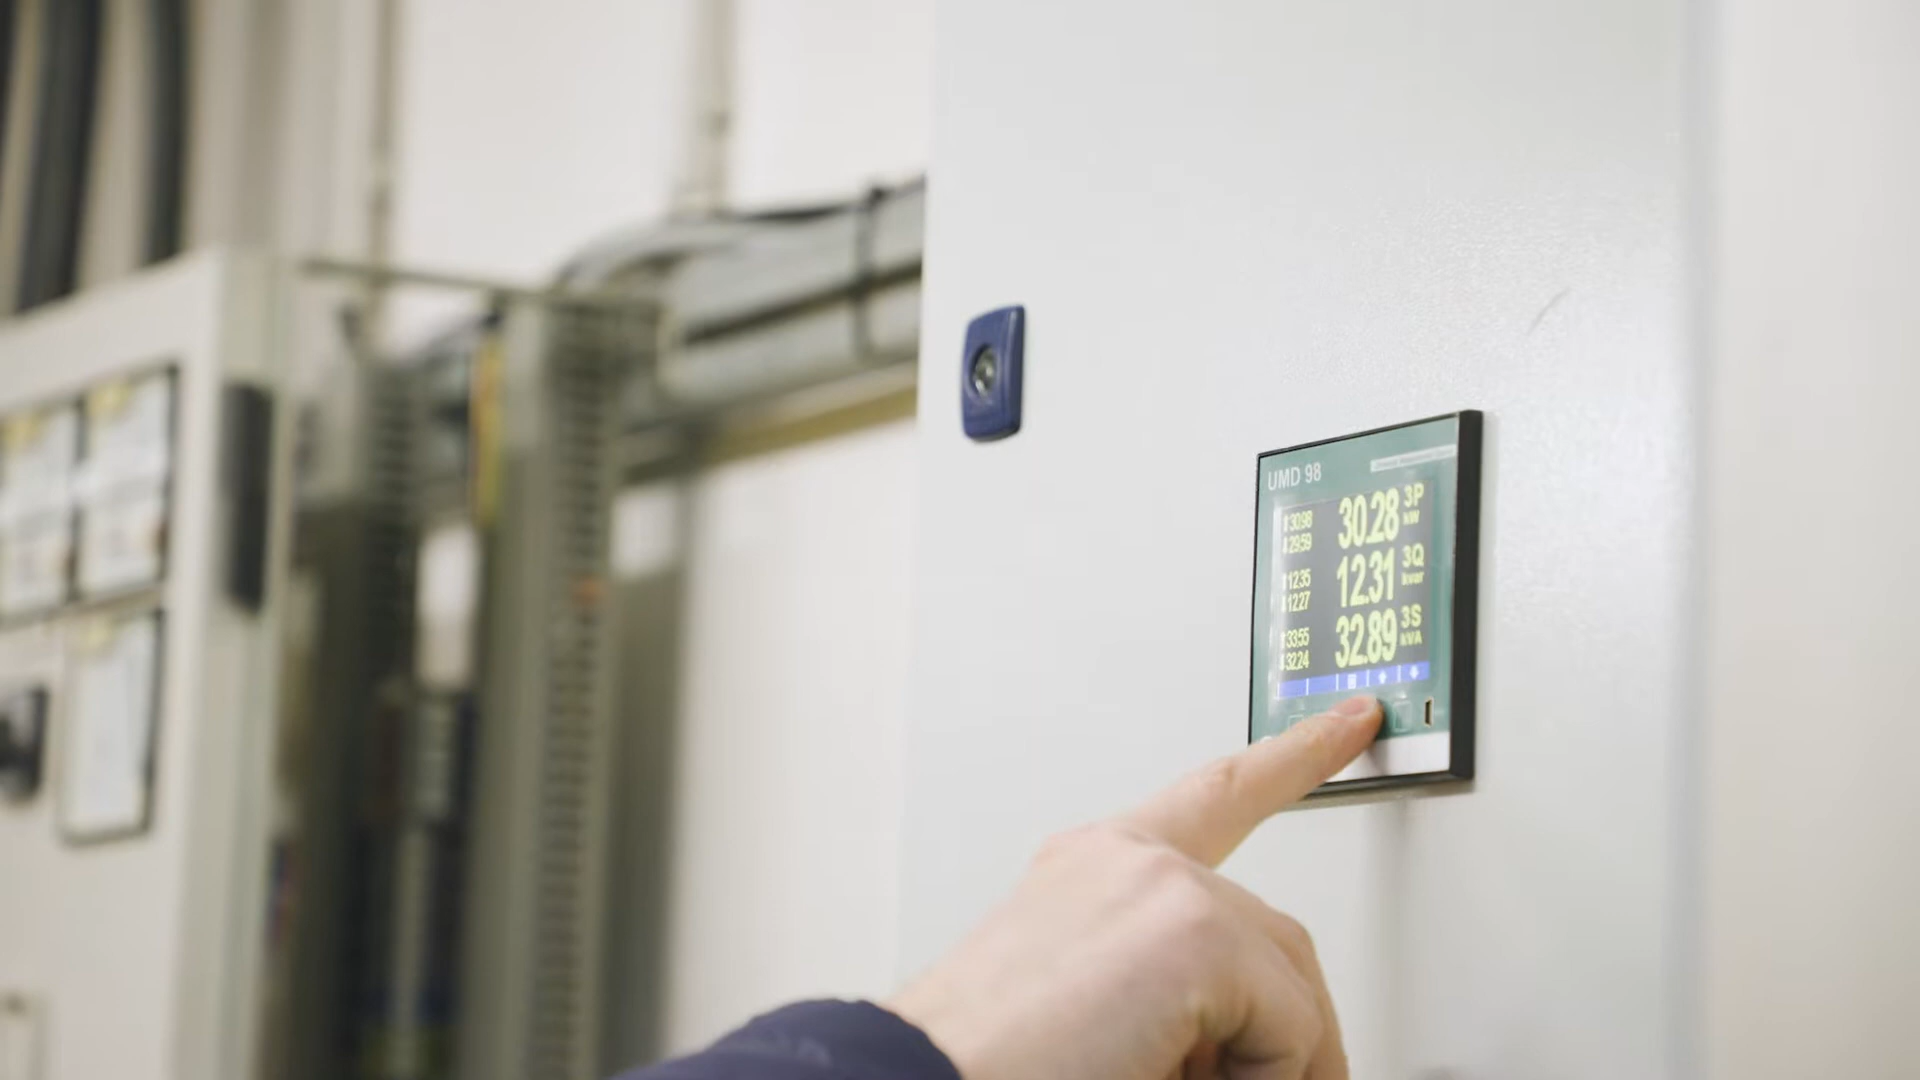 UMD 98
↑30.98
↓29.59
30.28 3P kW
↑12.35
↓12.27
12.31 3Q kvar
↑33.55
↓32.24
32.89 3S kVA